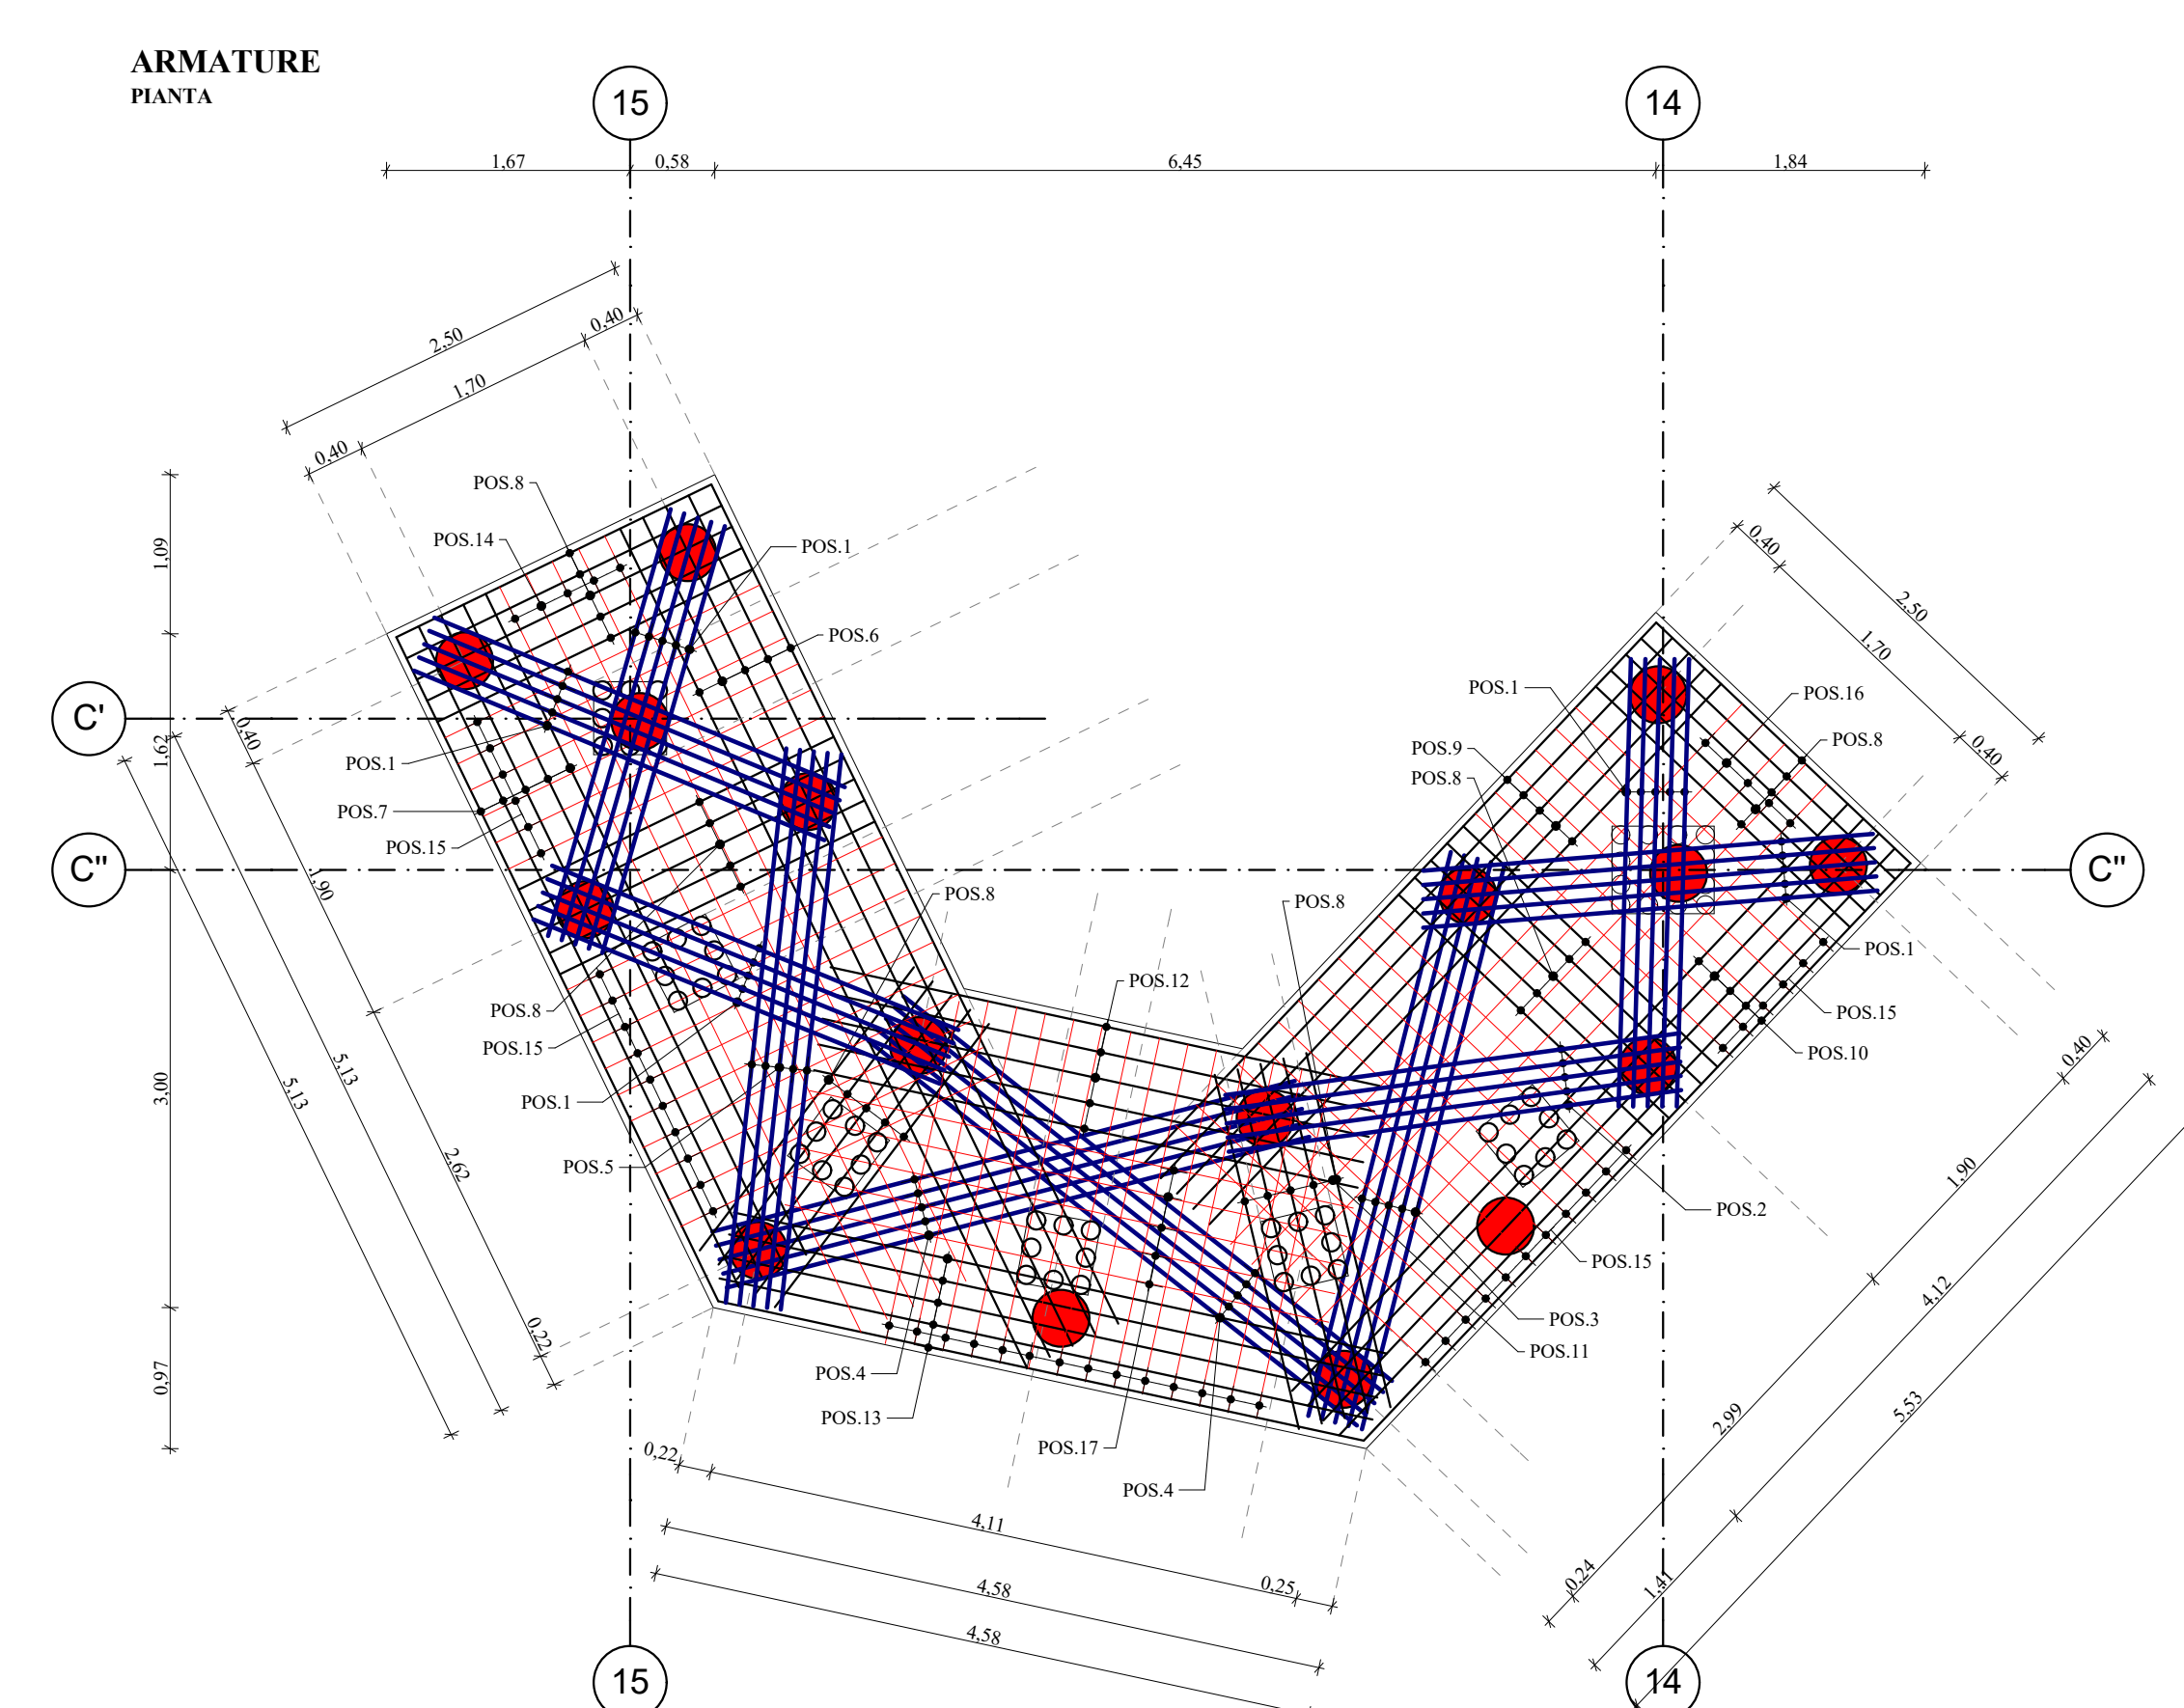 ARMATURE
PIANTA
15
14
1,67
0,58
6,45
1,84
2,50
1,70
0,40
0,40
POS.8
POS.14
POS.1
POS.6
1,09
C'
1,62
0,40
POS.1
POS.7
POS.15
C"
C"
1,90
POS.8
POS.8
POS.8
POS.15
POS.1
POS.5
POS.12
POS.1
POS.9
POS.8
POS.16
POS.8
0,40
2,50
1,70
0,40
POS.1
POS.15
POS.10
POS.2
POS.15
POS.3
POS.11
3,00
5,13
5,13
2,62
0,22
0,97
POS.4
POS.13
POS.17
POS.4
0,40
1,90
4,12
2,99
5,53
0,24
1,41
0,22
4,11
0,25
4,58
4,58
15
14